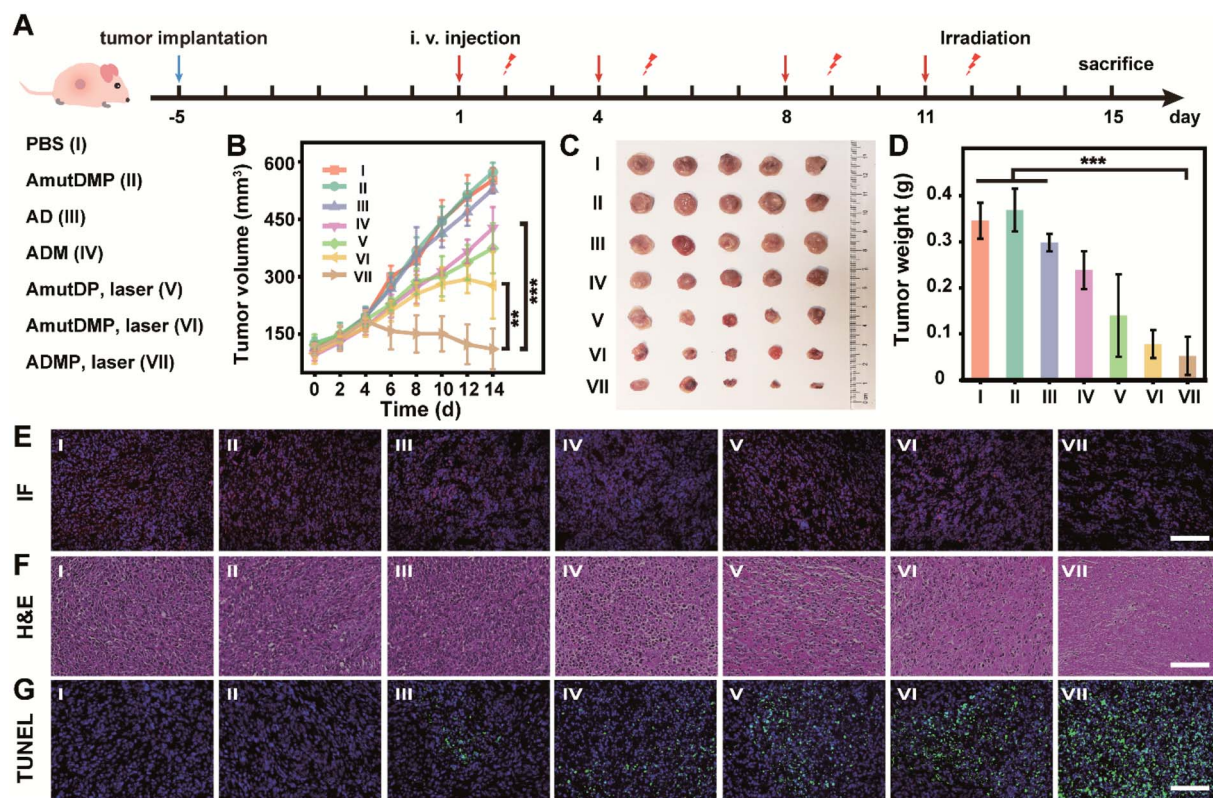 A
tumor implantation
i. v. injection
Irradiation
sacrifice
-5
1
4
8
11
15
day
PBS (I)
AmutDMP (II)
AD (III)
ADM (IV)
AmutDP, laser (V)
AmutDMP, laser (VI)
ADMP, laser (VII)
B
Tumor volume (mm³)
600
450
300
150
I
II
III
IV
V
VI
VII
**
***
0 2 4 6 8 10 12 14
Time (d)
C
I
II
III
IV
V
VI
VII
D
Tumor weight (g)
***
0.4
0.3
0.2
0.1
0
I II III IV V VI VII
E
IF
I II III IV V VI VII
F
H&E
I II III IV V VI VII
G
TUNEL
I II III IV V VI VII